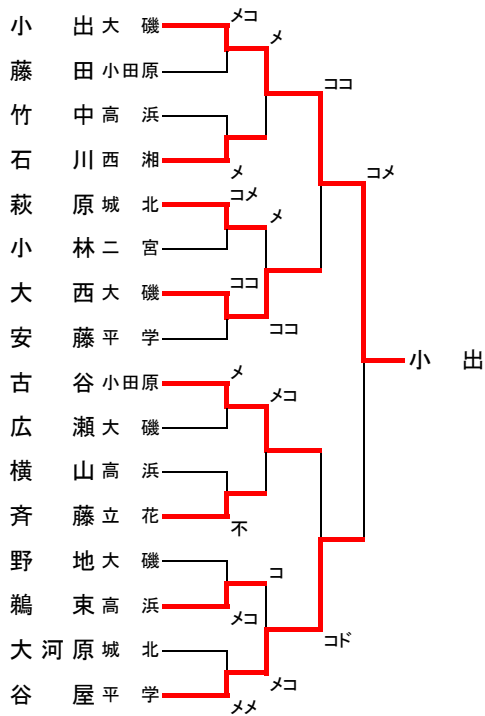 小出 大磯 メコ
メ
藤田 小田原
ココ
竹中 高浜
石川 西湘 メ
コメ
萩原 城北 コメ
メ
小林 二宮
大西 大磯 ココ
ココ
安藤 平学
小出
古谷 小田原 メ
メコ
広瀬 大磯
横山 高浜
斉藤 立花 不
野地 大磯
コ
鵜束 高浜 メコ
コド
大河原 城北
メコ
谷屋 平学 メメ